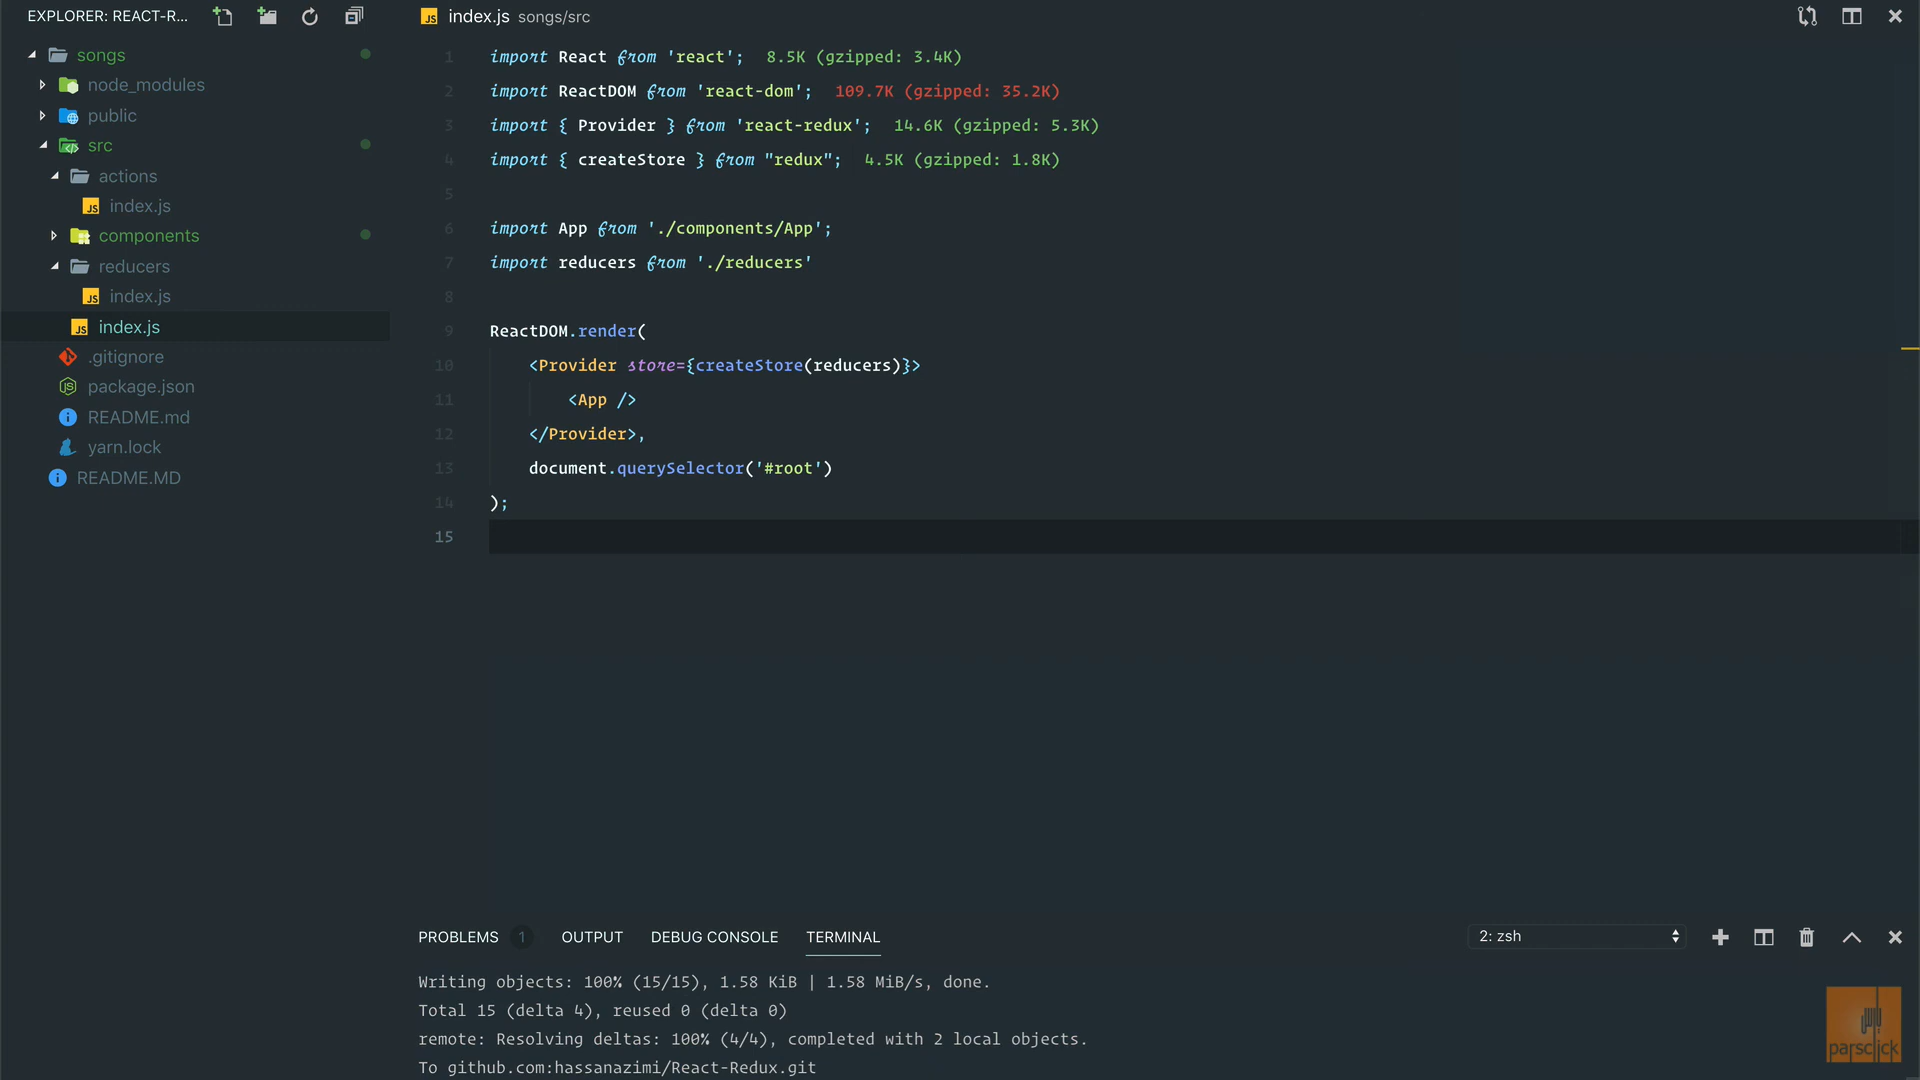 EXPLORER: REACT-R...
songs
node_modules
public
src
actions
JS index.js
components
reducers
JS index.js
JS index.js
.gitignore
package.json
README.md
yarn.lock
README.MD
JS index.js songs/src
1 import React from 'react'; 8.5K (gzipped: 3.4K)
2 import ReactDOM from 'react-dom'; 109.7K (gzipped: 35.2K)
3 import { Provider } from 'react-redux'; 14.6K (gzipped: 5.3K)
4 import { createStore } from "redux"; 4.5K (gzipped: 1.8K)
5
6 import App from './components/App';
7 import reducers from './reducers'
8
9 ReactDOM.render(
10 <Provider store={createStore(reducers)}>
11 <App />
12 </Provider>,
13 document.querySelector('#root')
14 );
15
PROBLEMS 1 OUTPUT DEBUG CONSOLE TERMINAL 2: zsh
Writing objects: 100% (15/15), 1.58 KiB | 1.58 MiB/s, done.
Total 15 (delta 4), reused 0 (delta 0)
remote: Resolving deltas: 100% (4/4), completed with 2 local objects.
To github.com:hassanazimi/React-Redux.git
parsclick